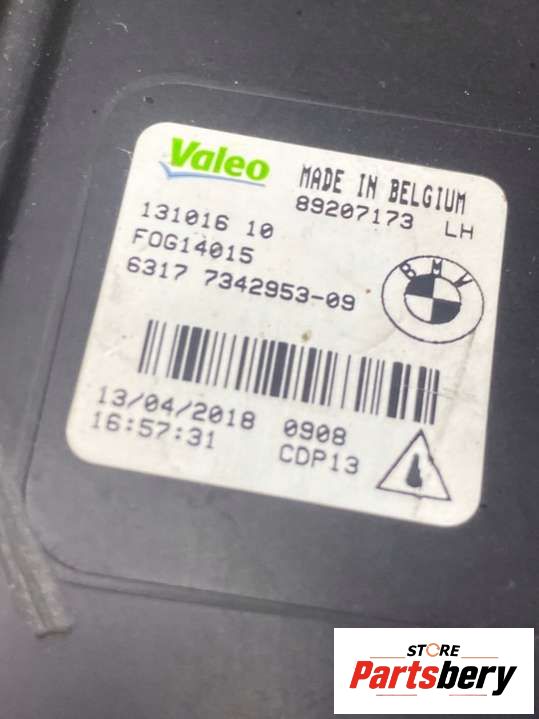 Valeo
MADE IN BELGIUM
89207173 LH
131016 10
FOG14015
6317 7342953-09
BMW
13/04/2018 0908
16:57:31 CDP13
STORE
Partsbery